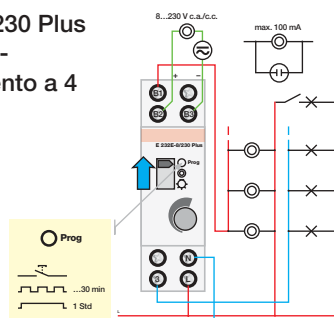 230 Plus
-
ento a 4
8...230 V c.a./c.c.
max. 100 mA
+ −
B1
B2 B3
E 232E-8/230 Plus
Prog
Prog
...30 min
1 Std
N
3 L
L